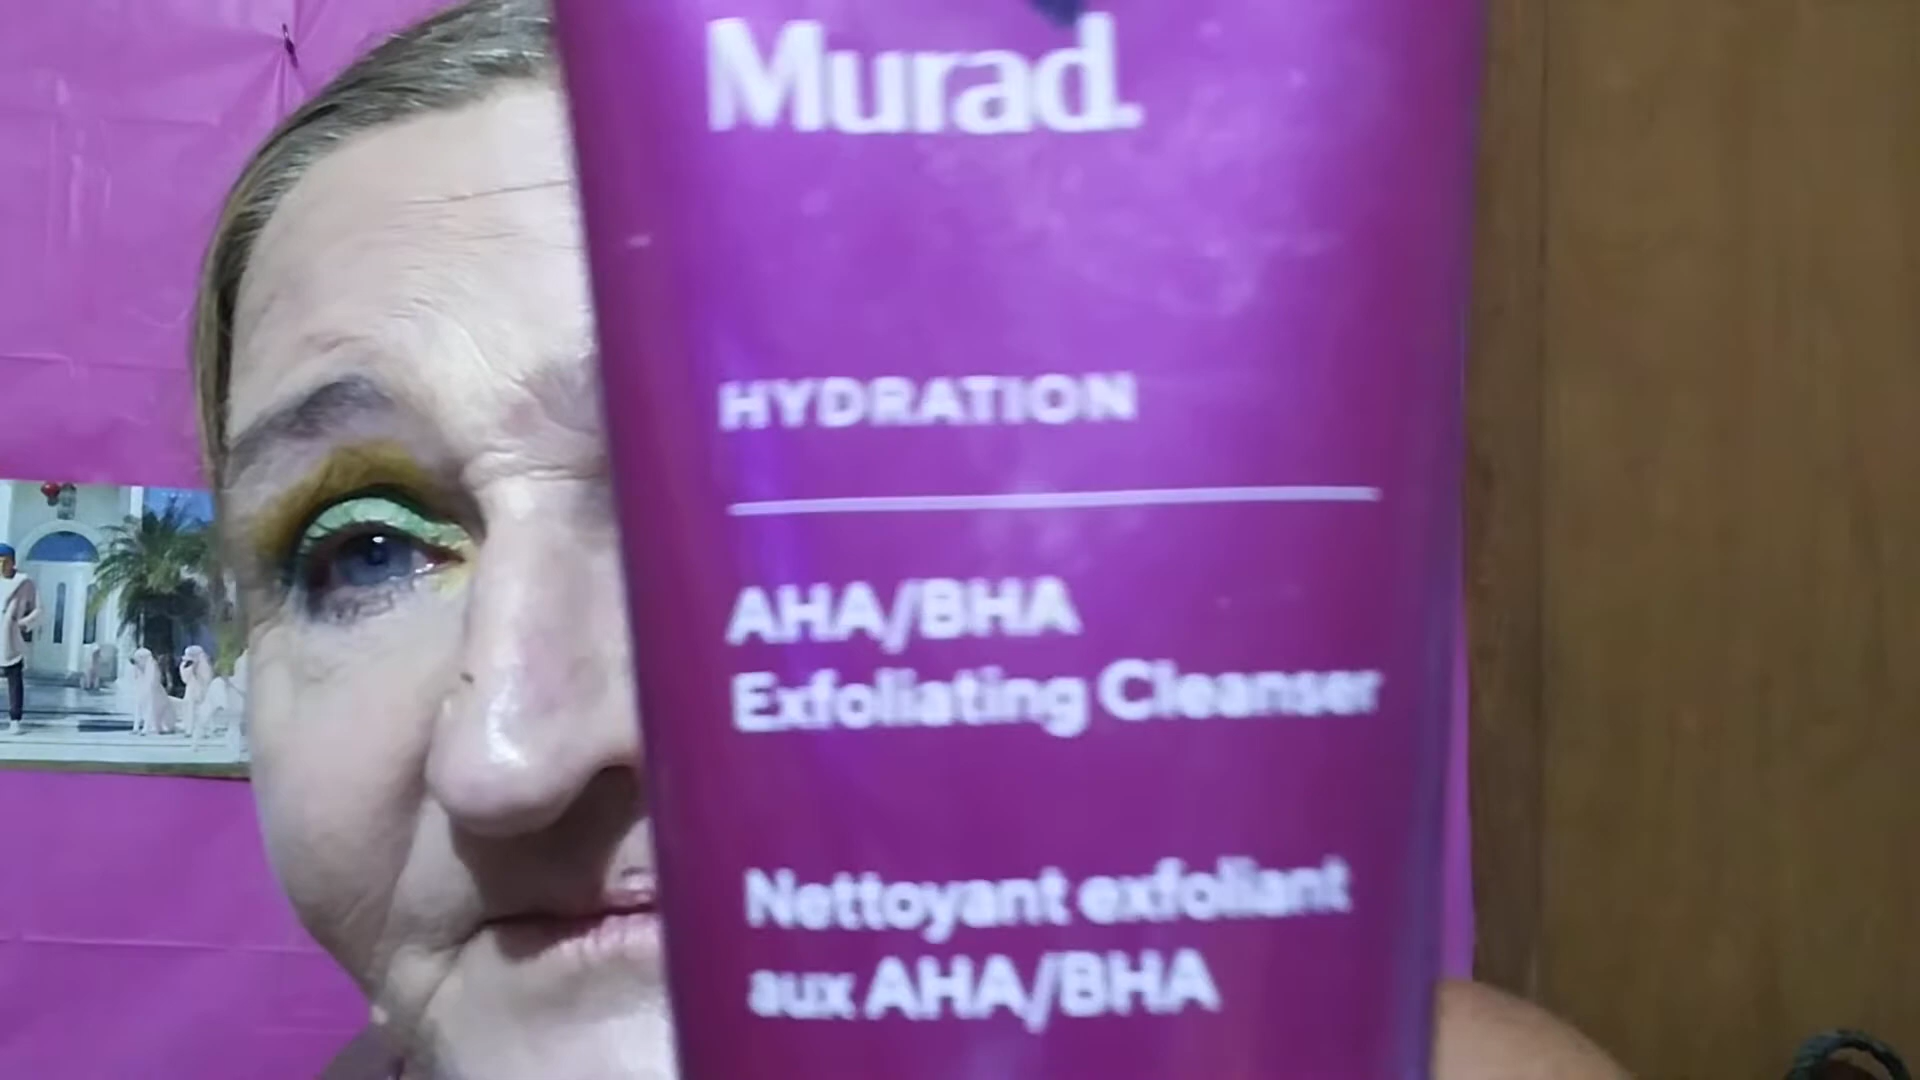 Murad.
HYDRATION
AHA/BHA
Exfoliating Cleanser
Nettoyant exfoliant
aux AHA/BHA